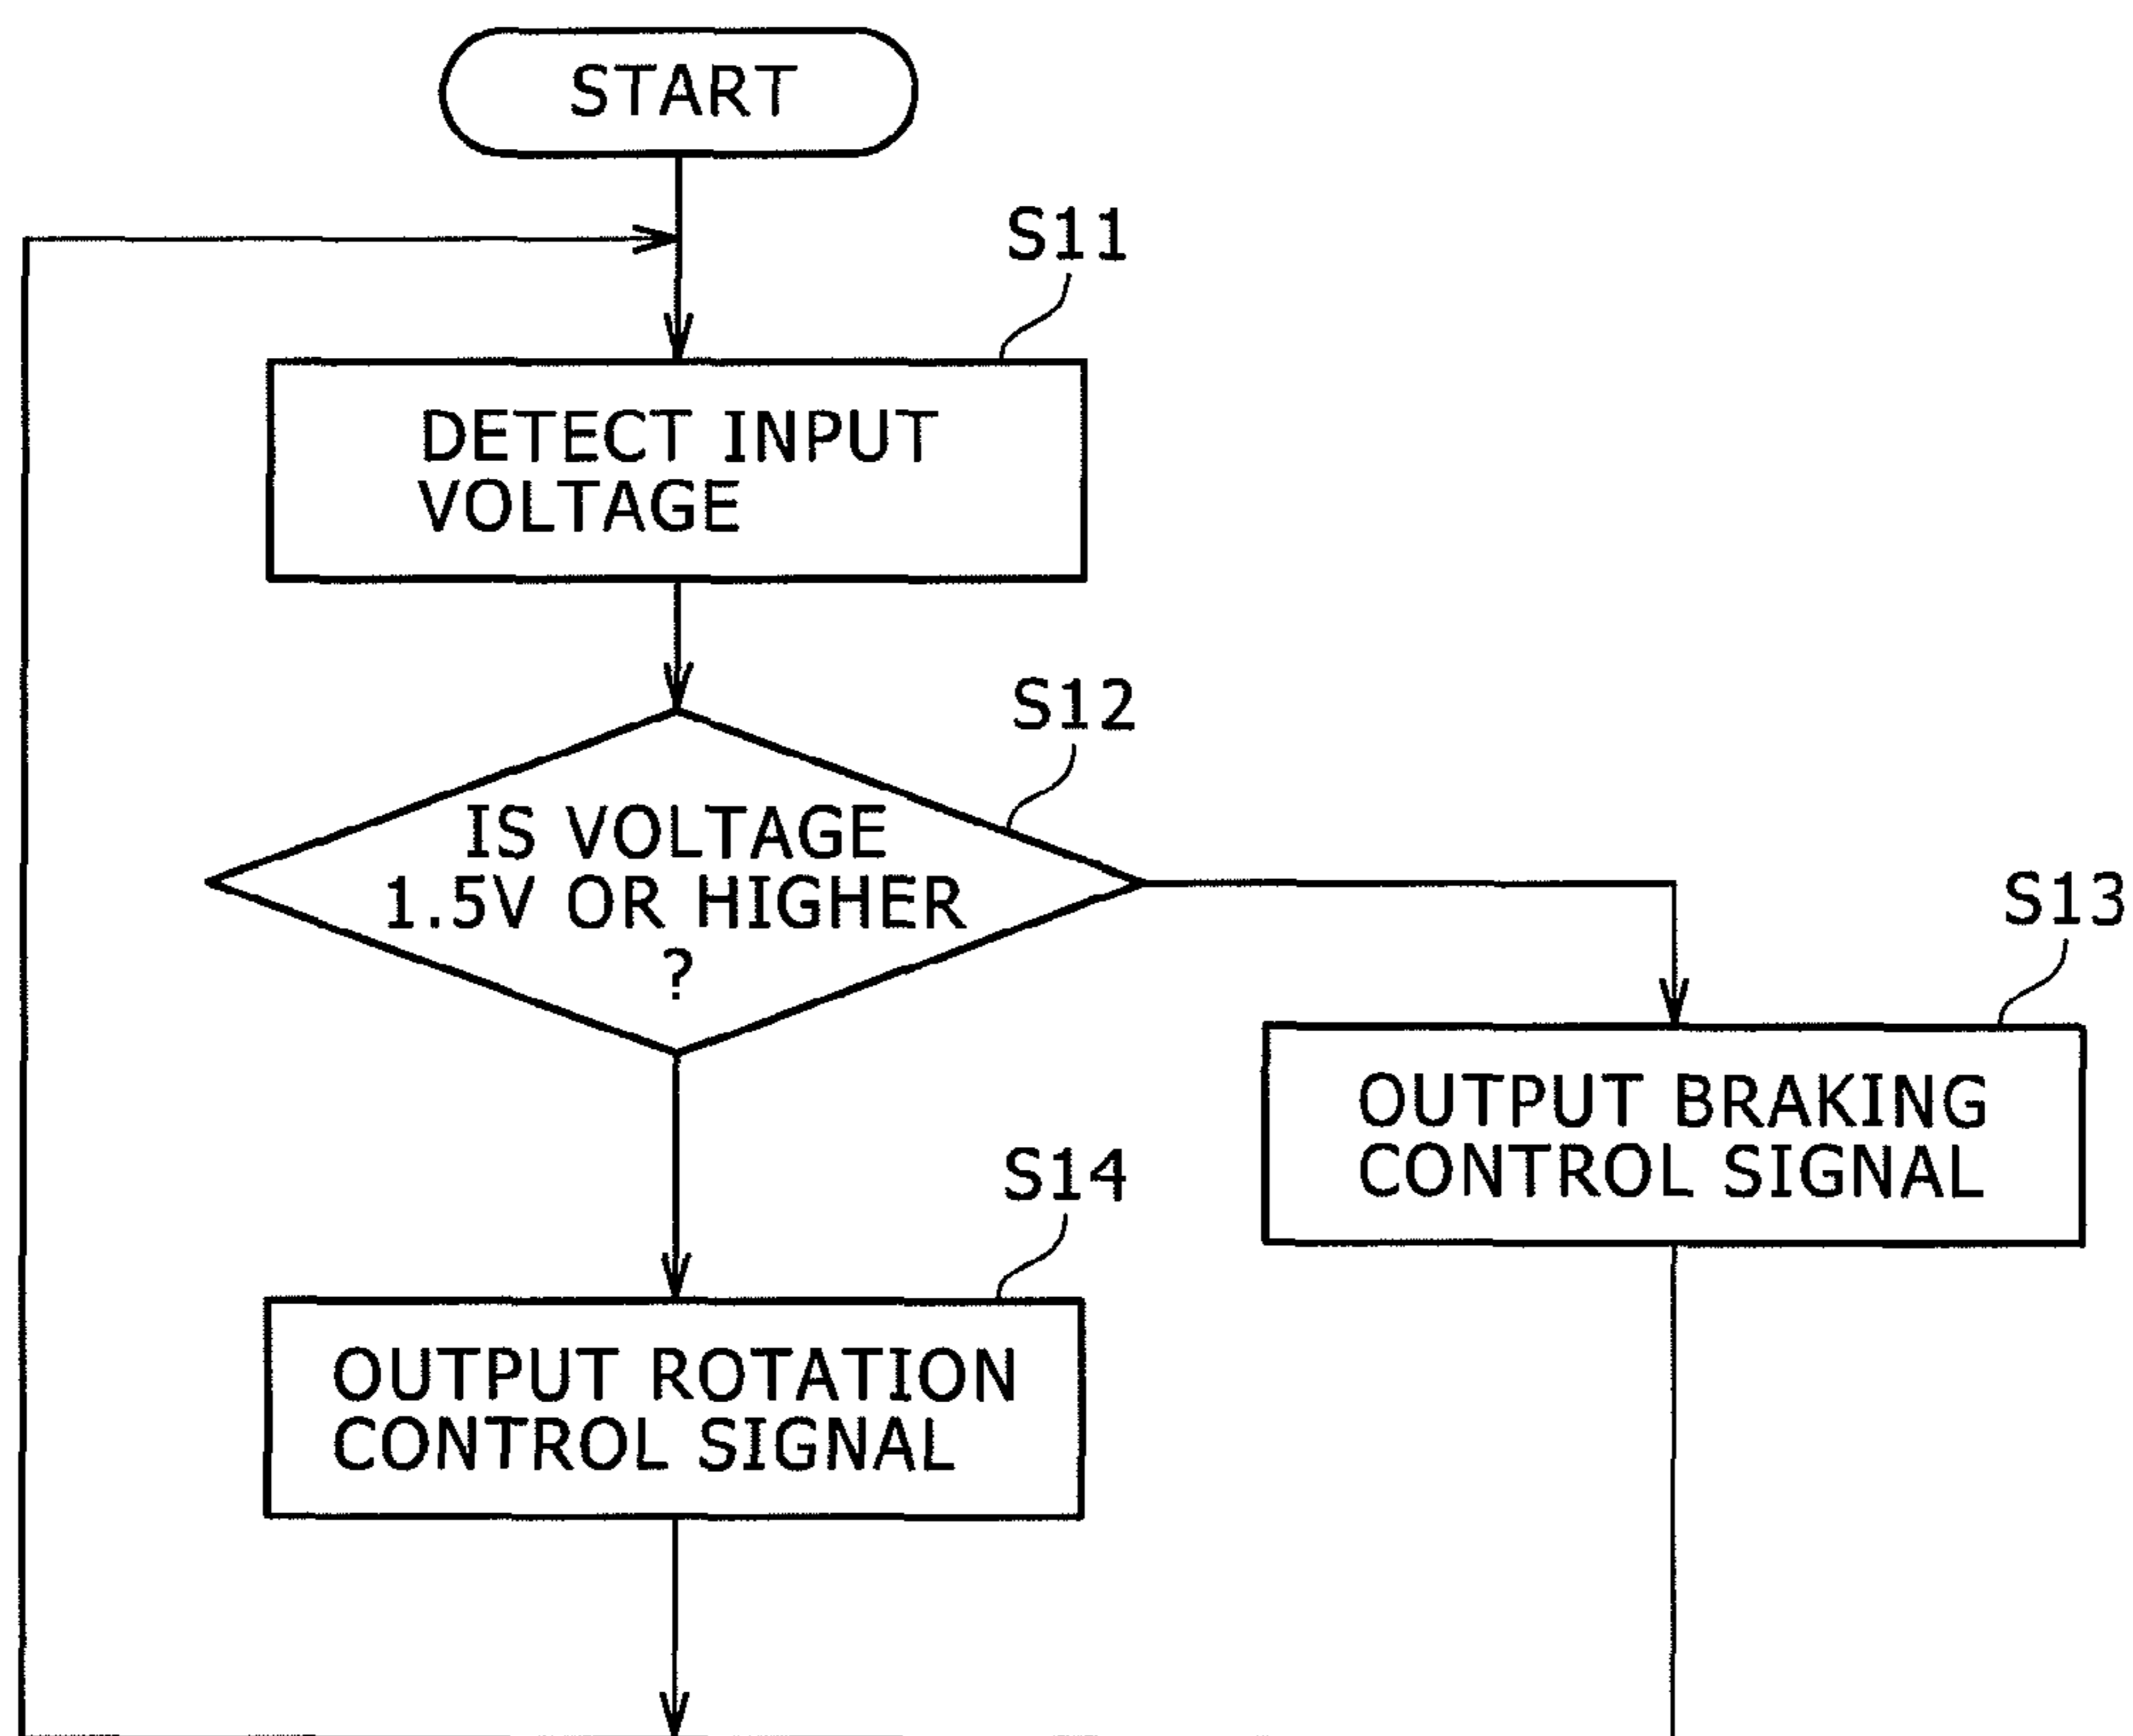 START
S11
DETECT INPUT
VOLTAGE
S12
IS VOLTAGE
1.5V OR HIGHER
?
S13
OUTPUT BRAKING
CONTROL SIGNAL
S14
OUTPUT ROTATION
CONTROL SIGNAL